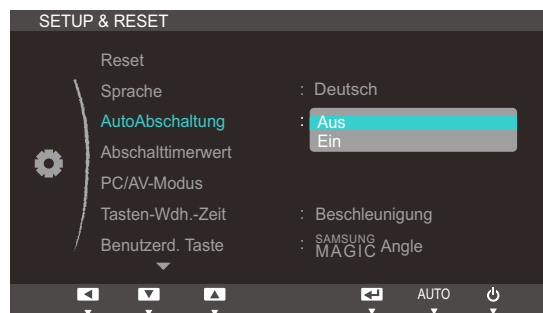 SETUP & RESET
Reset
Sprache : Deutsch
AutoAbschaltung : Aus
Ein
Abschalttimerwert
PC/AV-Modus
Tasten-Wdh.-Zeit : Beschleunigung
Benutzerd. Taste : SAMSUNG MAGIC Angle
AUTO